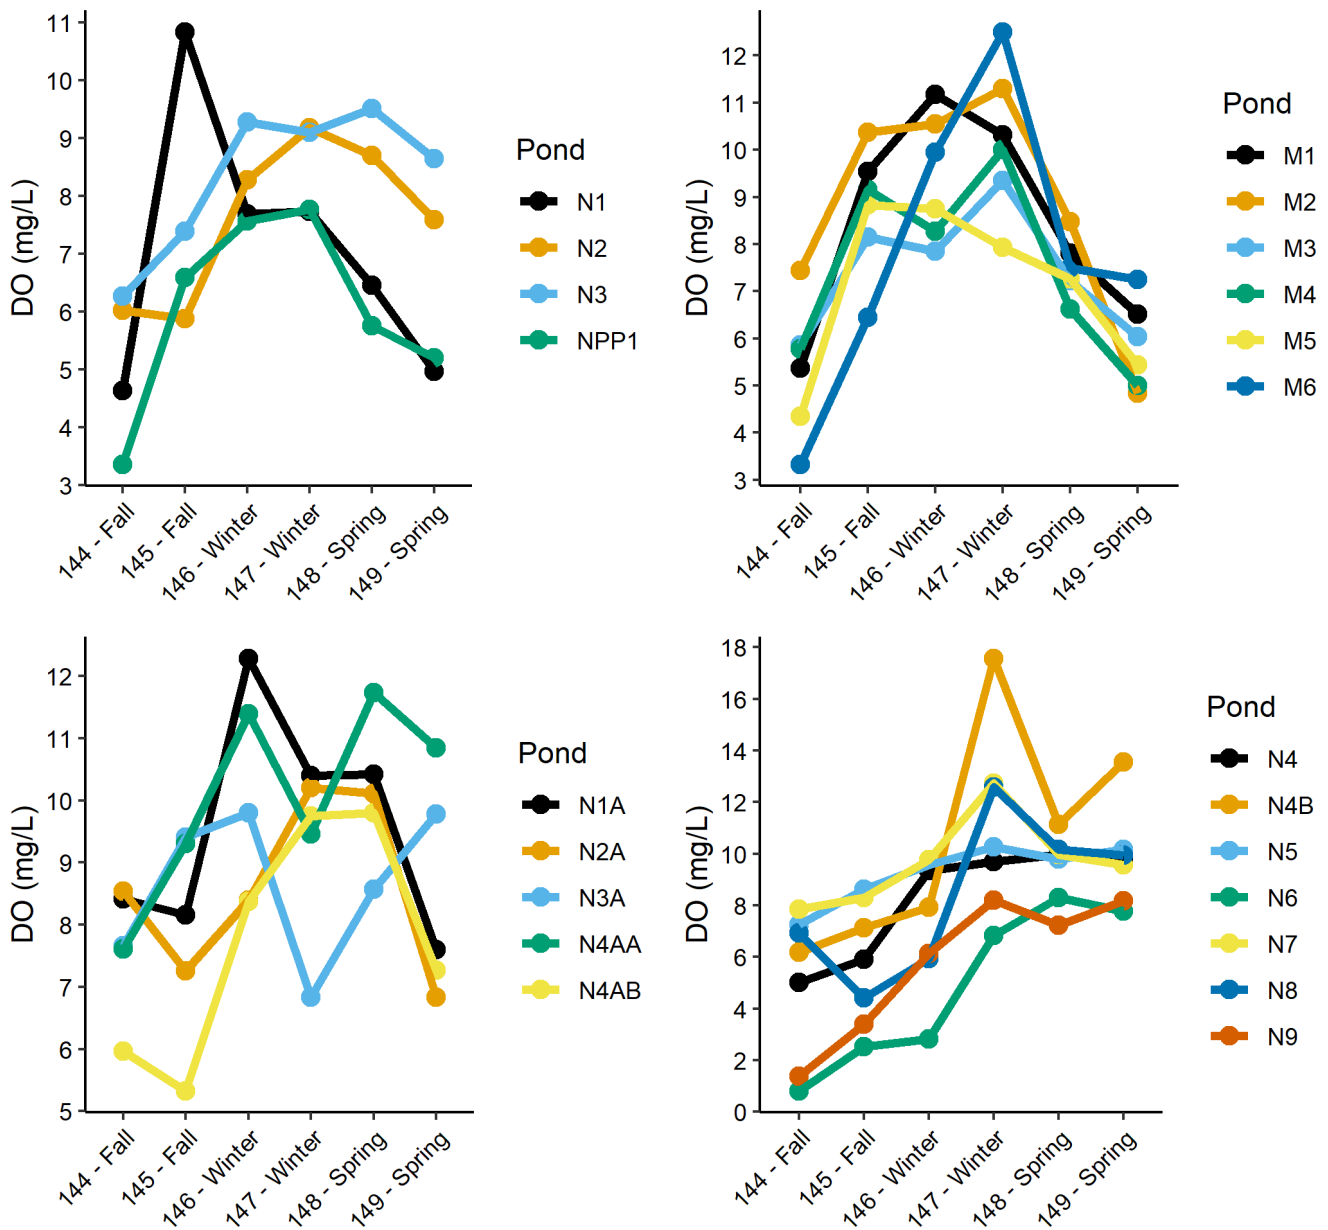 DO (mg/L)
11
10
9
8
7
6
5
4
3
144 - Fall
145 - Fall
146 - Winter
147 - Winter
148 - Spring
149 - Spring
Pond
N1
N2
N3
NPP1
DO (mg/L)
12
11
10
9
8
7
6
5
4
3
144 - Fall
145 - Fall
146 - Winter
147 - Winter
148 - Spring
149 - Spring
Pond
M1
M2
M3
M4
M5
M6
DO (mg/L)
12
11
10
9
8
7
6
5
144 - Fall
145 - Fall
146 - Winter
147 - Winter
148 - Spring
149 - Spring
Pond
N1A
N2A
N3A
N4AA
N4AB
DO (mg/L)
18
16
14
12
10
8
6
4
2
0
144 - Fall
145 - Fall
146 - Winter
147 - Winter
148 - Spring
149 - Spring
Pond
N4
N4B
N5
N6
N7
N8
N9